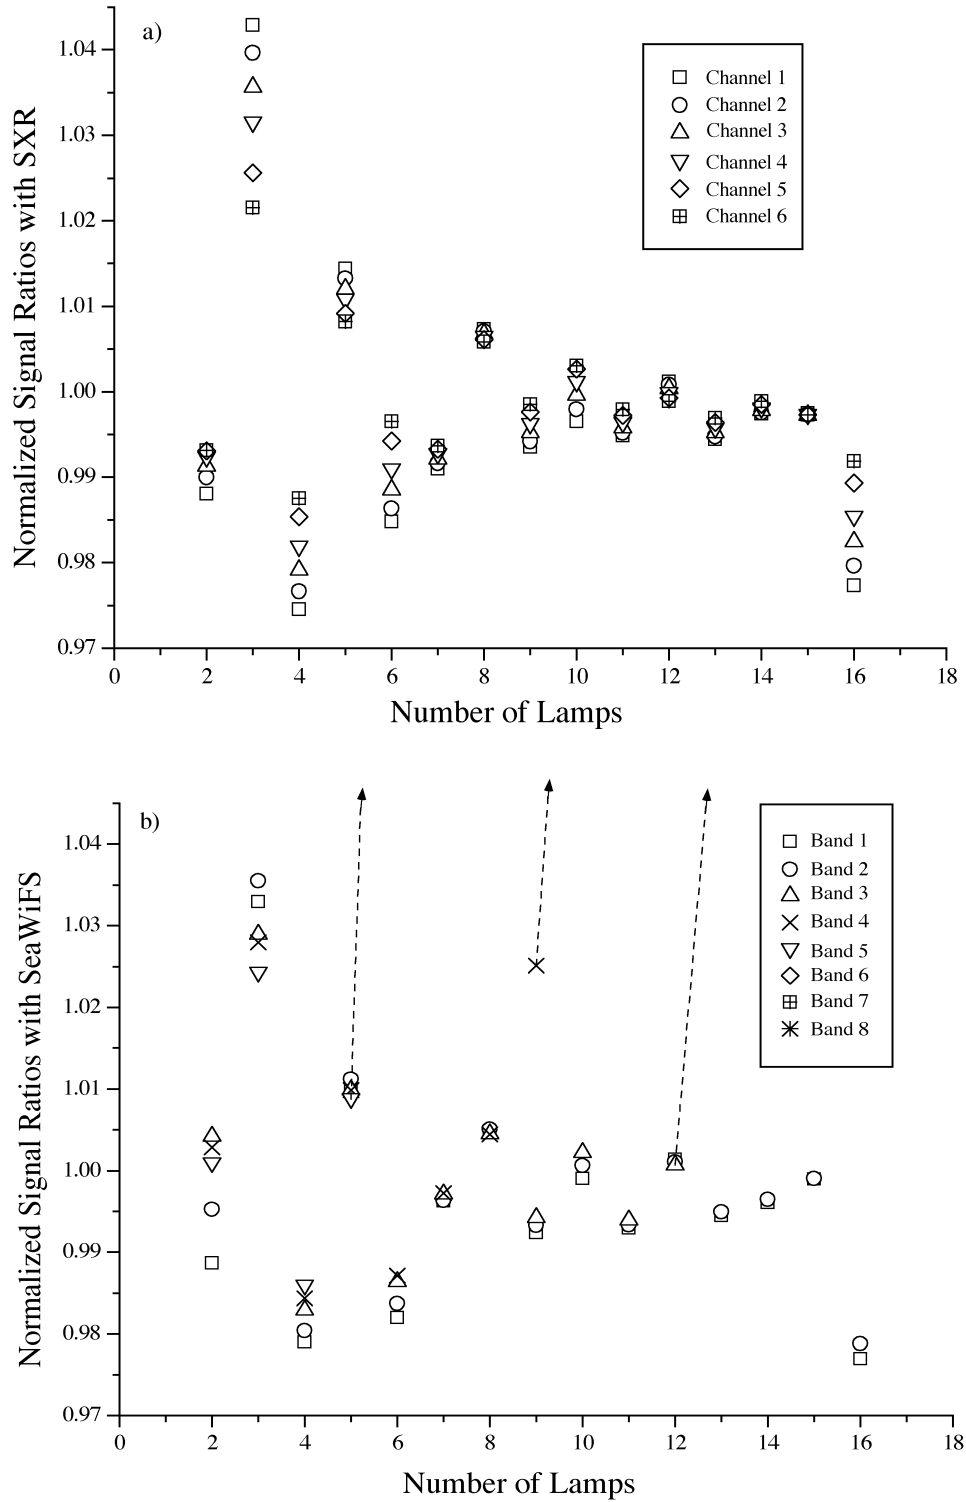 a)
1.04
1.03
1.02
1.01
1.00
0.99
0.98
0.97
Normalized Signal Ratios with SXR
Channel 1
Channel 2
Channel 3
Channel 4
Channel 5
Channel 6
0 2 4 6 8 10 12 14 16 18
Number of Lamps
b)
1.04
1.03
1.02
1.01
1.00
0.99
0.98
0.97
Normalized Signal Ratios with SeaWiFS
Band 1
Band 2
Band 3
Band 4
Band 5
Band 6
Band 7
Band 8
0 2 4 6 8 10 12 14 16 18
Number of Lamps